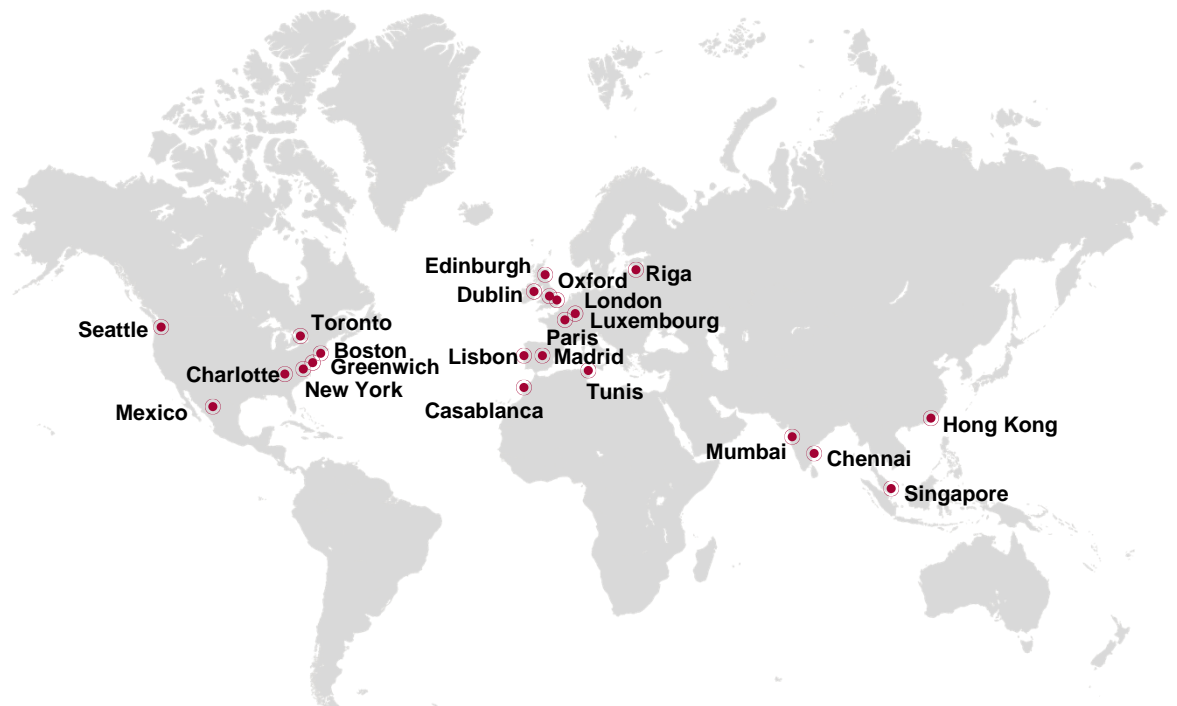 Edinburgh
Oxford
Riga
Dublin
London
Luxembourg
Seattle
Toronto
Paris
Boston
Lisbon
Madrid
Greenwich
Charlotte
New York
Tunis
Mexico
Casablanca
Hong Kong
Mumbai
Chennai
Singapore